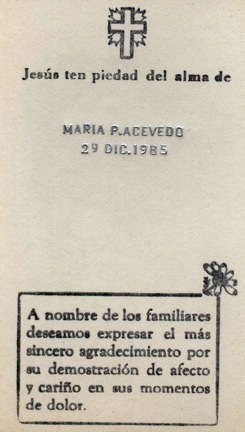 Jesús ten piedad del alma de
MARIA P. ACEVEDO
29 DIC. 1985
A nombre de los familiares
deseamos expresar el más
sincero agradecimiento por
su demostración de afecto
y cariño en sus momentos
de dolor.